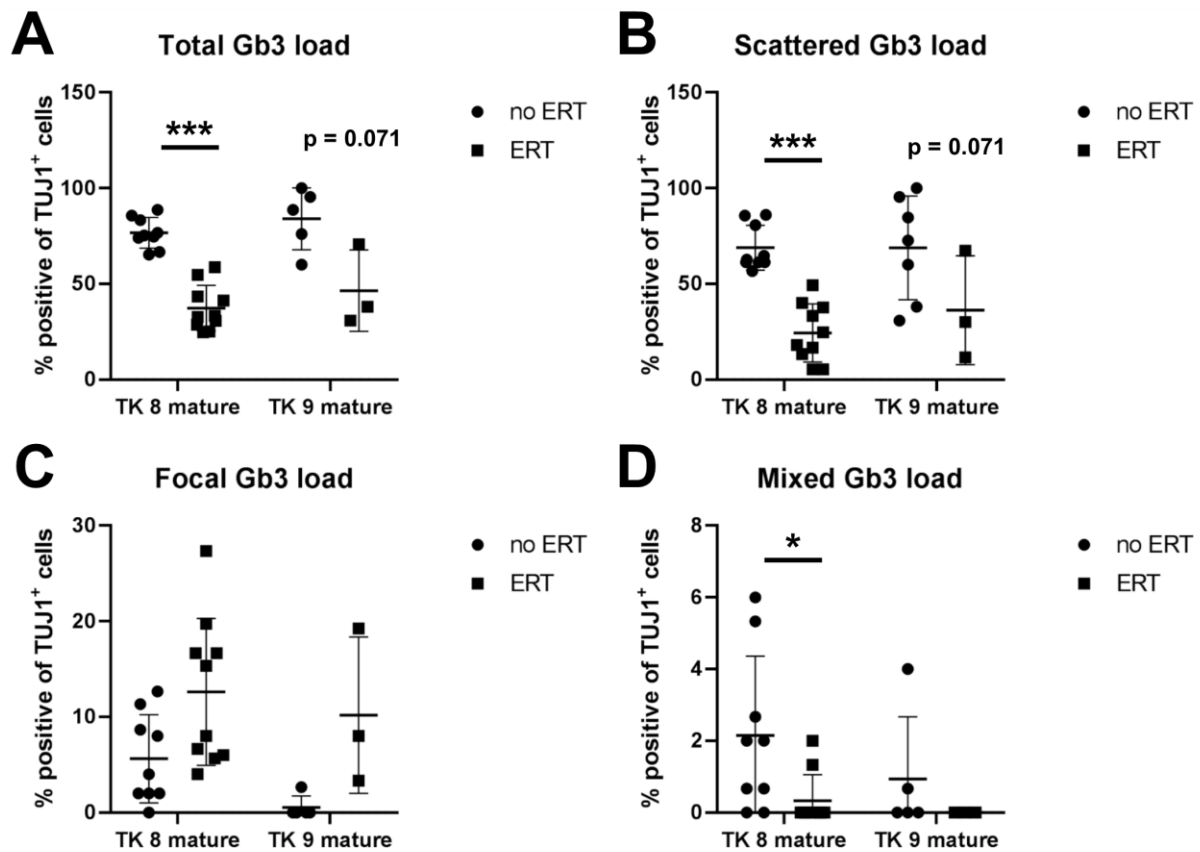 A
Total Gb3 load
% positive of TUJ1⁺ cells
150
100
50
0
***
p = 0.071
no ERT
ERT
TK 8 mature
TK 9 mature
B
Scattered Gb3 load
% positive of TUJ1⁺ cells
150
100
50
0
***
p = 0.071
no ERT
ERT
TK 8 mature
TK 9 mature
C
Focal Gb3 load
% positive of TUJ1⁺ cells
30
20
10
0
no ERT
ERT
TK 8 mature
TK 9 mature
D
Mixed Gb3 load
% positive of TUJ1⁺ cells
8
6
4
2
0
*
no ERT
ERT
TK 8 mature
TK 9 mature